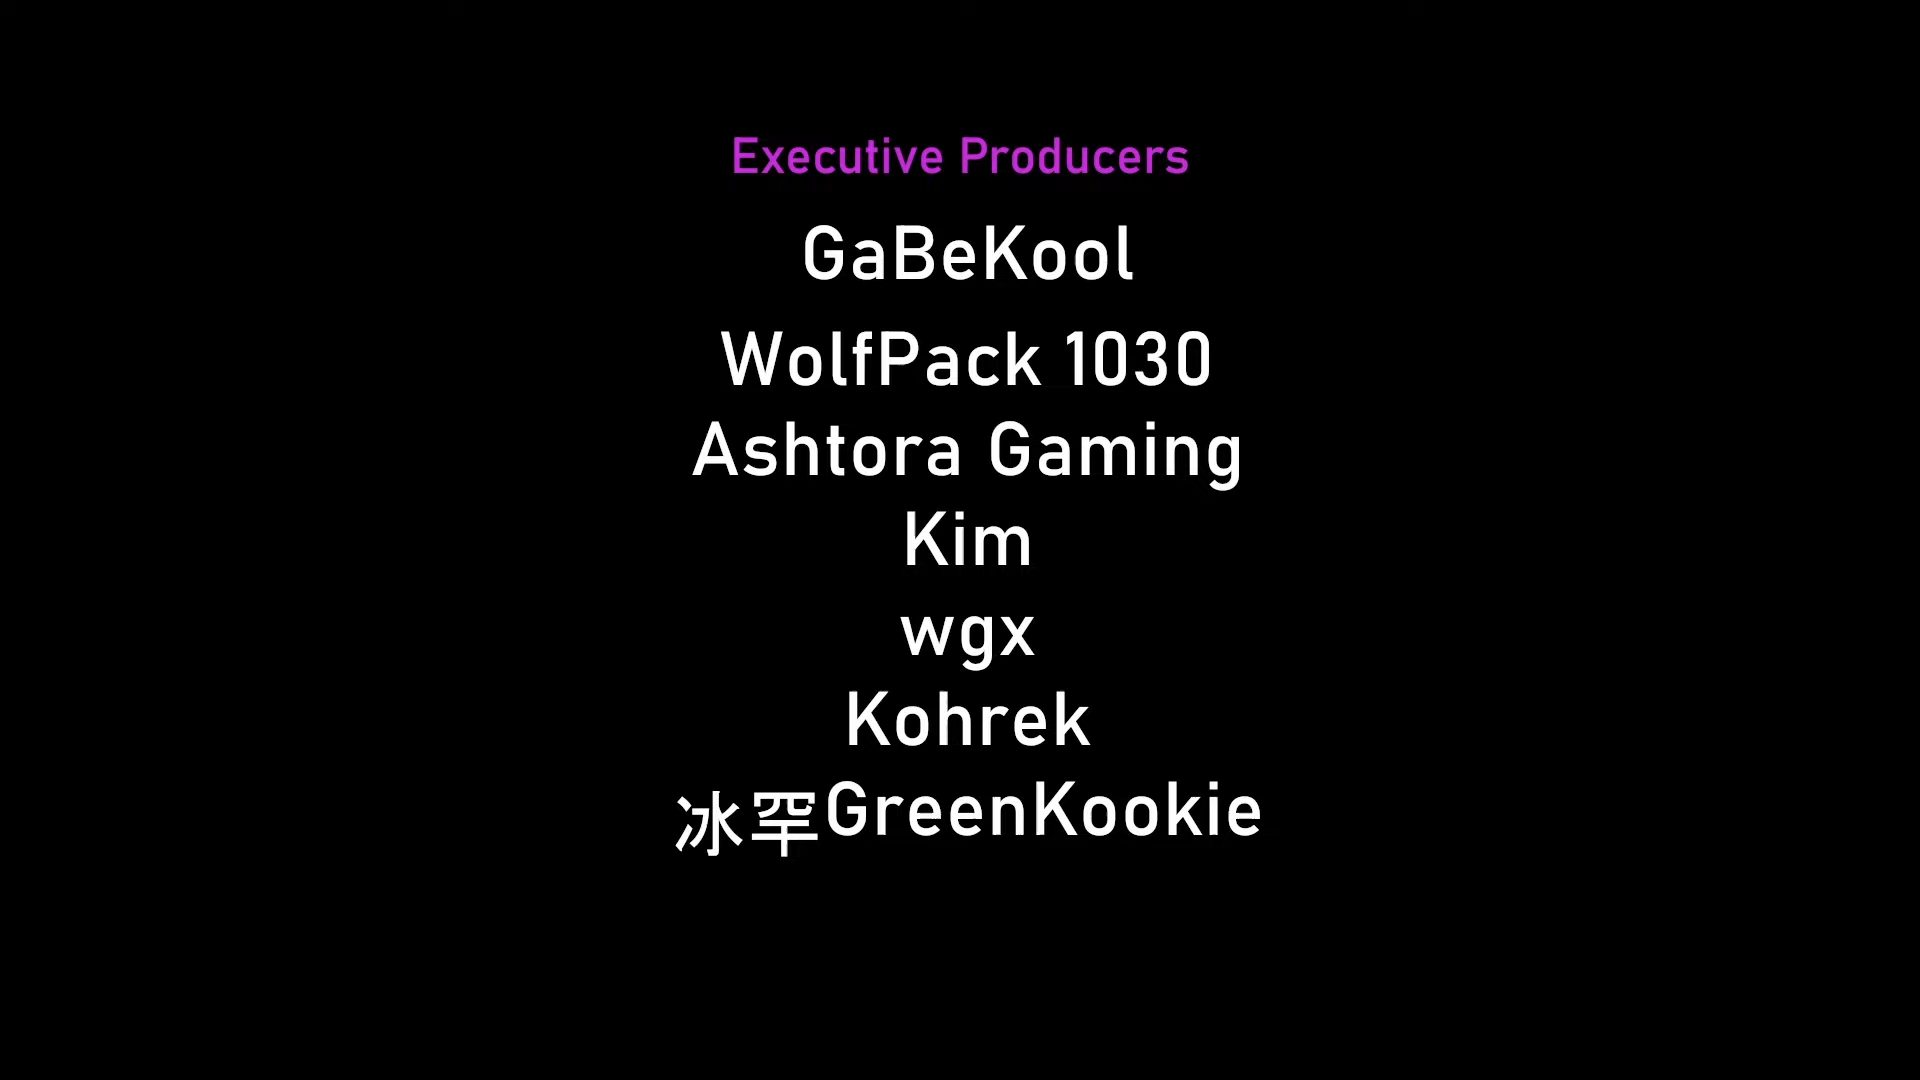 Executive Producers
GaBeKool
WolfPack 1030
Ashtora Gaming
Kim
wgx
Kohrek
冰罕GreenKookie